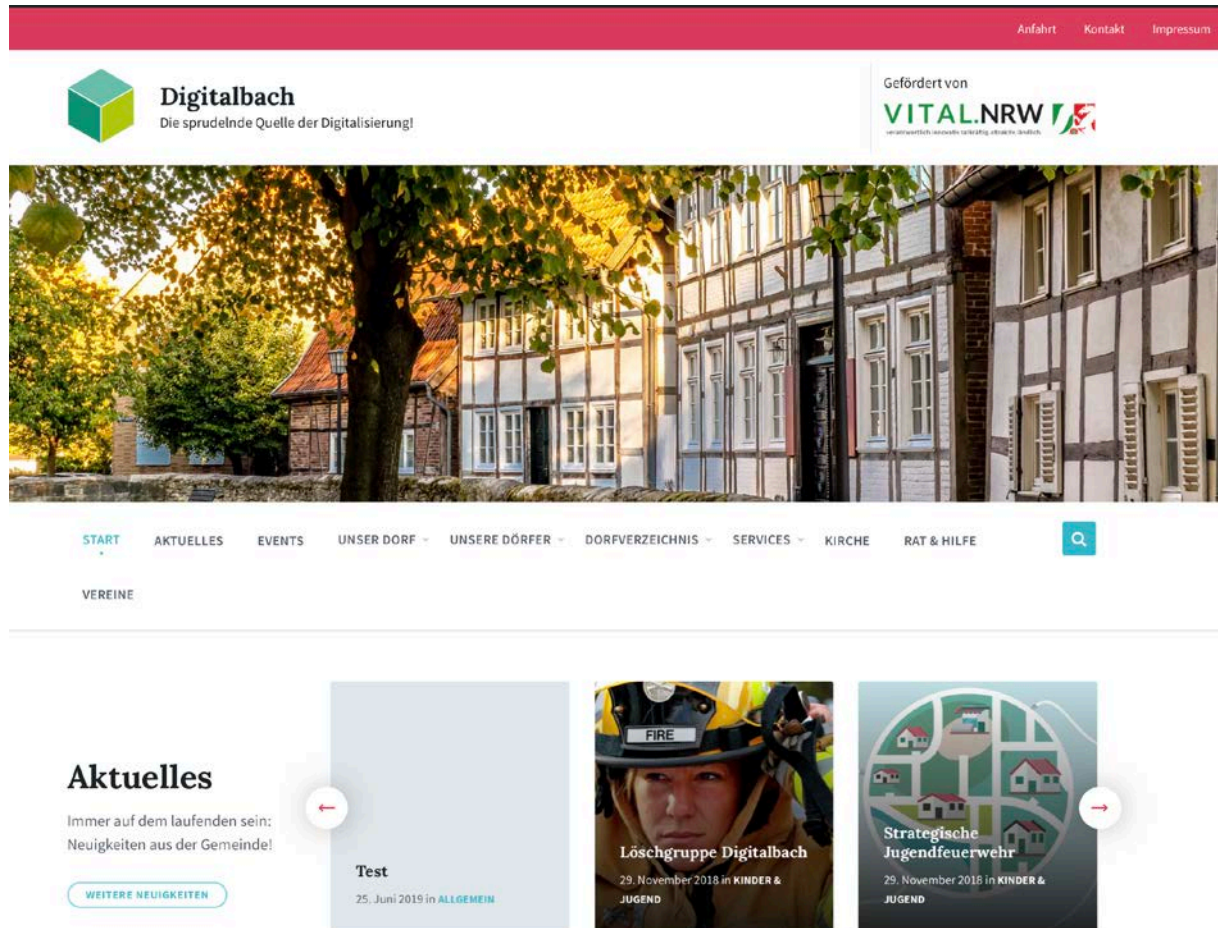 Anfahrt Kontakt Impressum
Digitalbach
Die sprudelnde Quelle der Digitalisierung!
Gefördert von
VITAL.NRW
START AKTUELLES EVENTS UNSER DORF UNSERE DÖRFER DORFVERZEICHNIS SERVICES KIRCHE RAT & HILFE
VEREINE
Aktuelles
Immer auf dem laufenden sein:
Neuigkeiten aus der Gemeinde!
WEITERE NEUIGKEITEN
Test
25. Juni 2019 in ALLGEMEIN
FIRE
Löschgruppe Digitalbach
29. November 2018 in KINDER &
JUGEND
Strategische
Jugendfeuerwehr
29. November 2018 in KINDER &
JUGEND